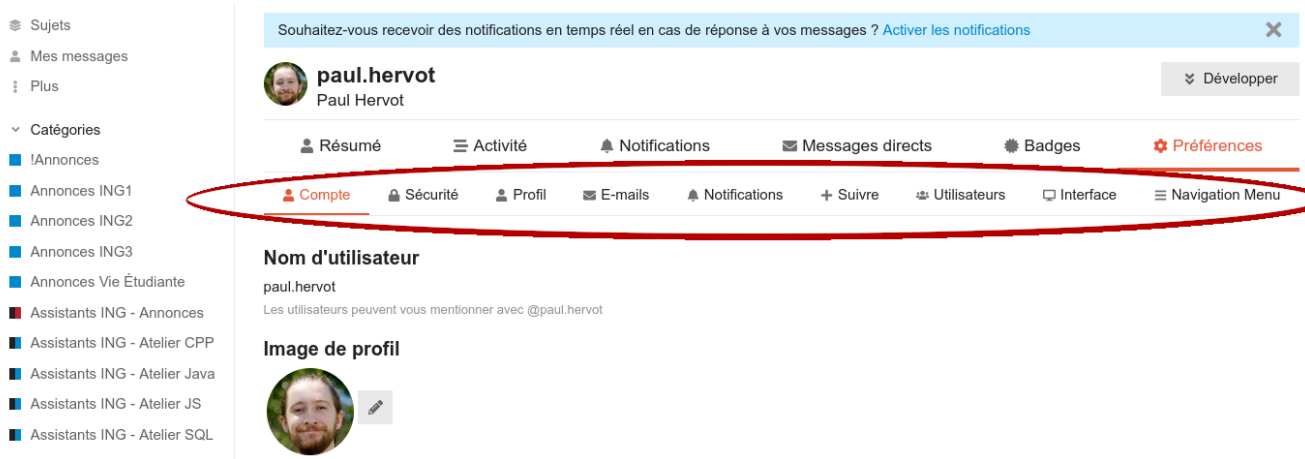 Sujets
Mes messages
Plus
Catégories
!Annonces
Annonces ING1
Annonces ING2
Annonces ING3
Annonces Vie Étudiante
Assistants ING - Annonces
Assistants ING - Atelier CPP
Assistants ING - Atelier Java
Assistants ING - Atelier JS
Assistants ING - Atelier SQL
Souhaitez-vous recevoir des notifications en temps réel en cas de réponse à vos messages ? Activer les notifications
paul.hervot
Paul Hervot
Développer
Résumé Activité Notifications Messages directs Badges Préférences
Compte Sécurité Profil E-mails Notifications Suivre Utilisateurs Interface Navigation Menu
Nom d'utilisateur
paul.hervot
Les utilisateurs peuvent vous mentionner avec @paul.hervot
Image de profil